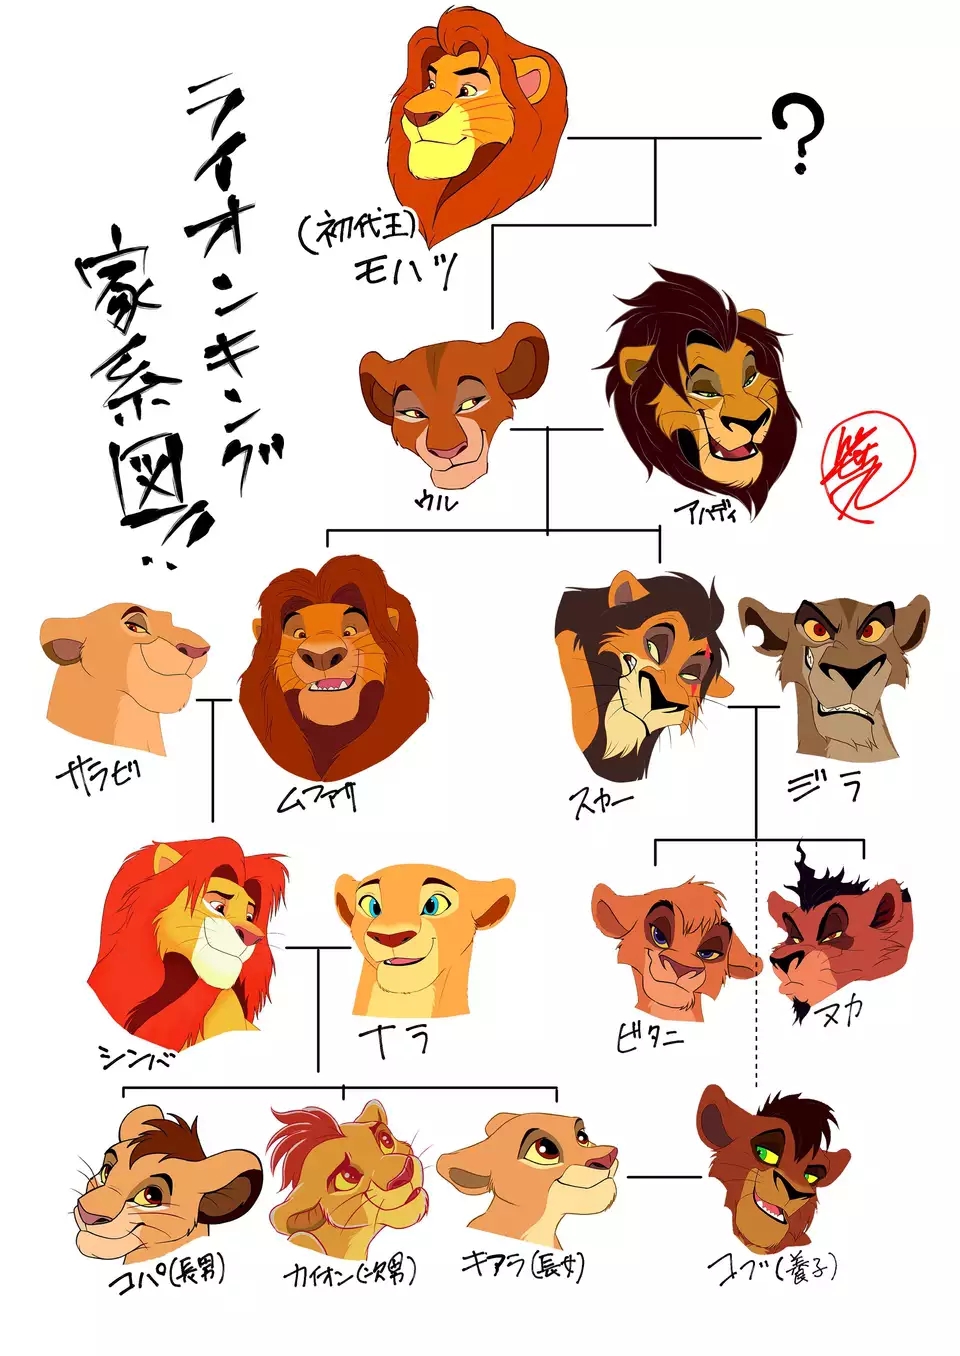 ライオンキング
家系図!!
?
(初代王)
モハツ
ウル
アハディ
サラビ
ムファサ
スカー
ジラ
シンバ
ナラ
ビタニ
ヌカ
コパ(長男)
カイオン(次男)
キアラ(長女)
コブ(養子)